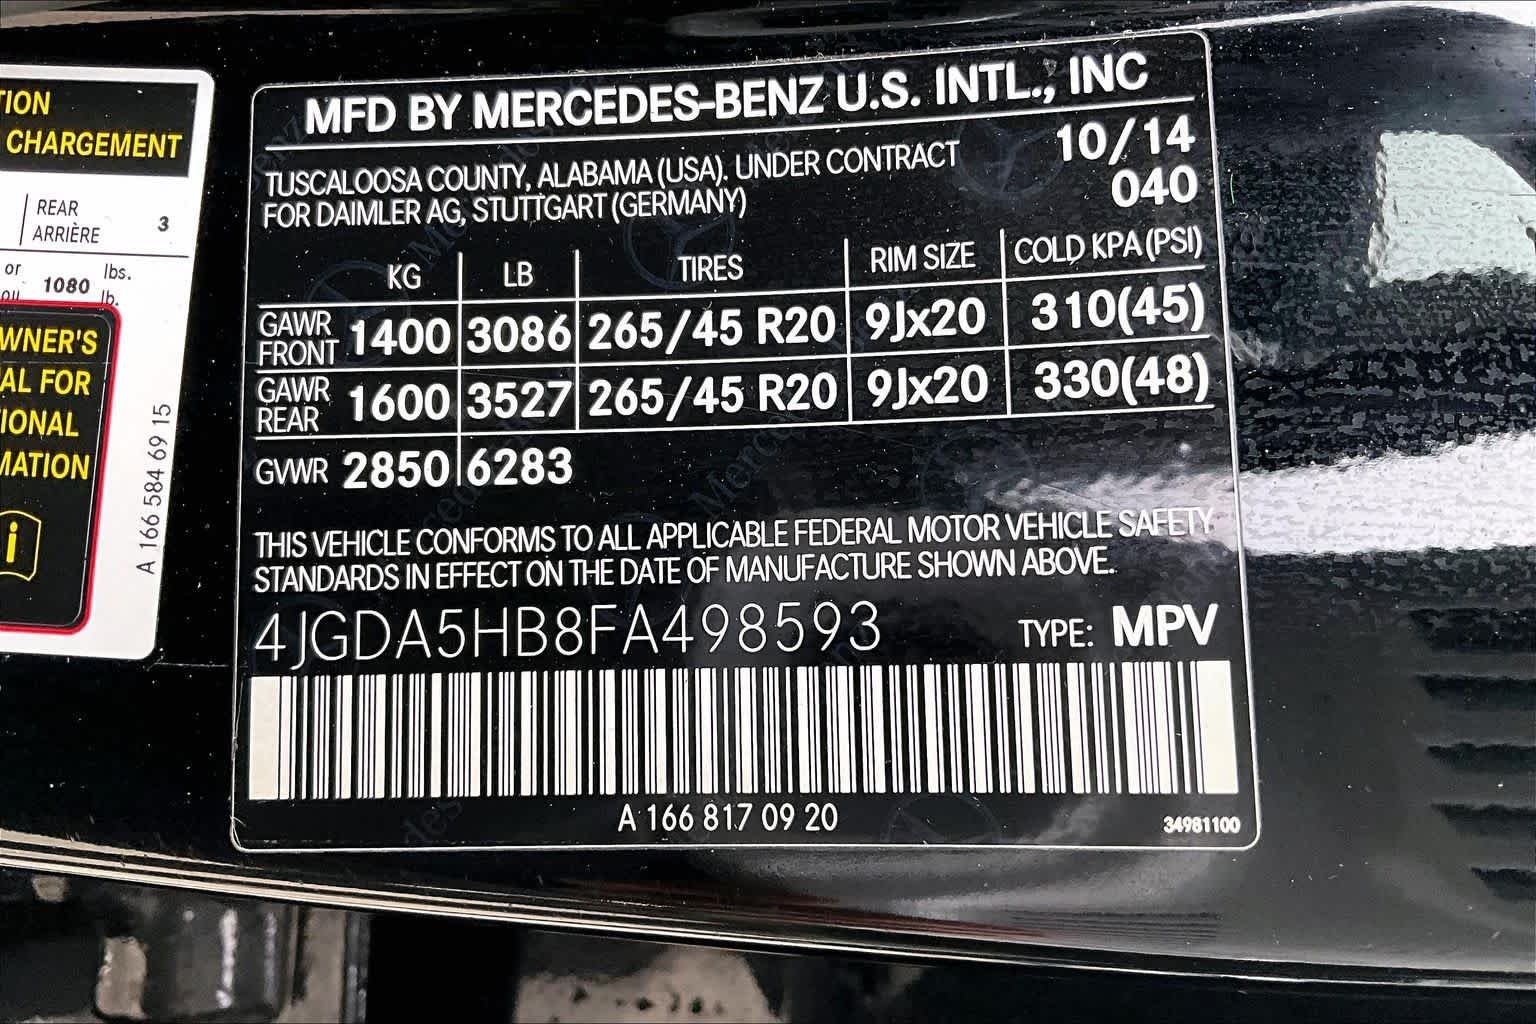 TION
CHARGEMENT
REAR
ARRIÈRE 3
or 1080 lbs.
ou lb.
WNER'S
AL FOR
IONAL
MATION
i
A 166 584 69 15
MFD BY MERCEDES-BENZ U.S. INTL., INC
TUSCALOOSA COUNTY, ALABAMA (USA). UNDER CONTRACT 10/14
FOR DAIMLER AG, STUTTGART (GERMANY) 040
KG LB TIRES RIM SIZE COLD KPA (PSI)
GAWR FRONT 1400 3086 265/45 R20 9Jx20 310(45)
GAWR REAR 1600 3527 265/45 R20 9Jx20 330(48)
GVWR 2850 6283
THIS VEHICLE CONFORMS TO ALL APPLICABLE FEDERAL MOTOR VEHICLE SAFETY
STANDARDS IN EFFECT ON THE DATE OF MANUFACTURE SHOWN ABOVE.
4JGDA5HB8FA498593 TYPE: MPV
A 166 817 09 20 34981100